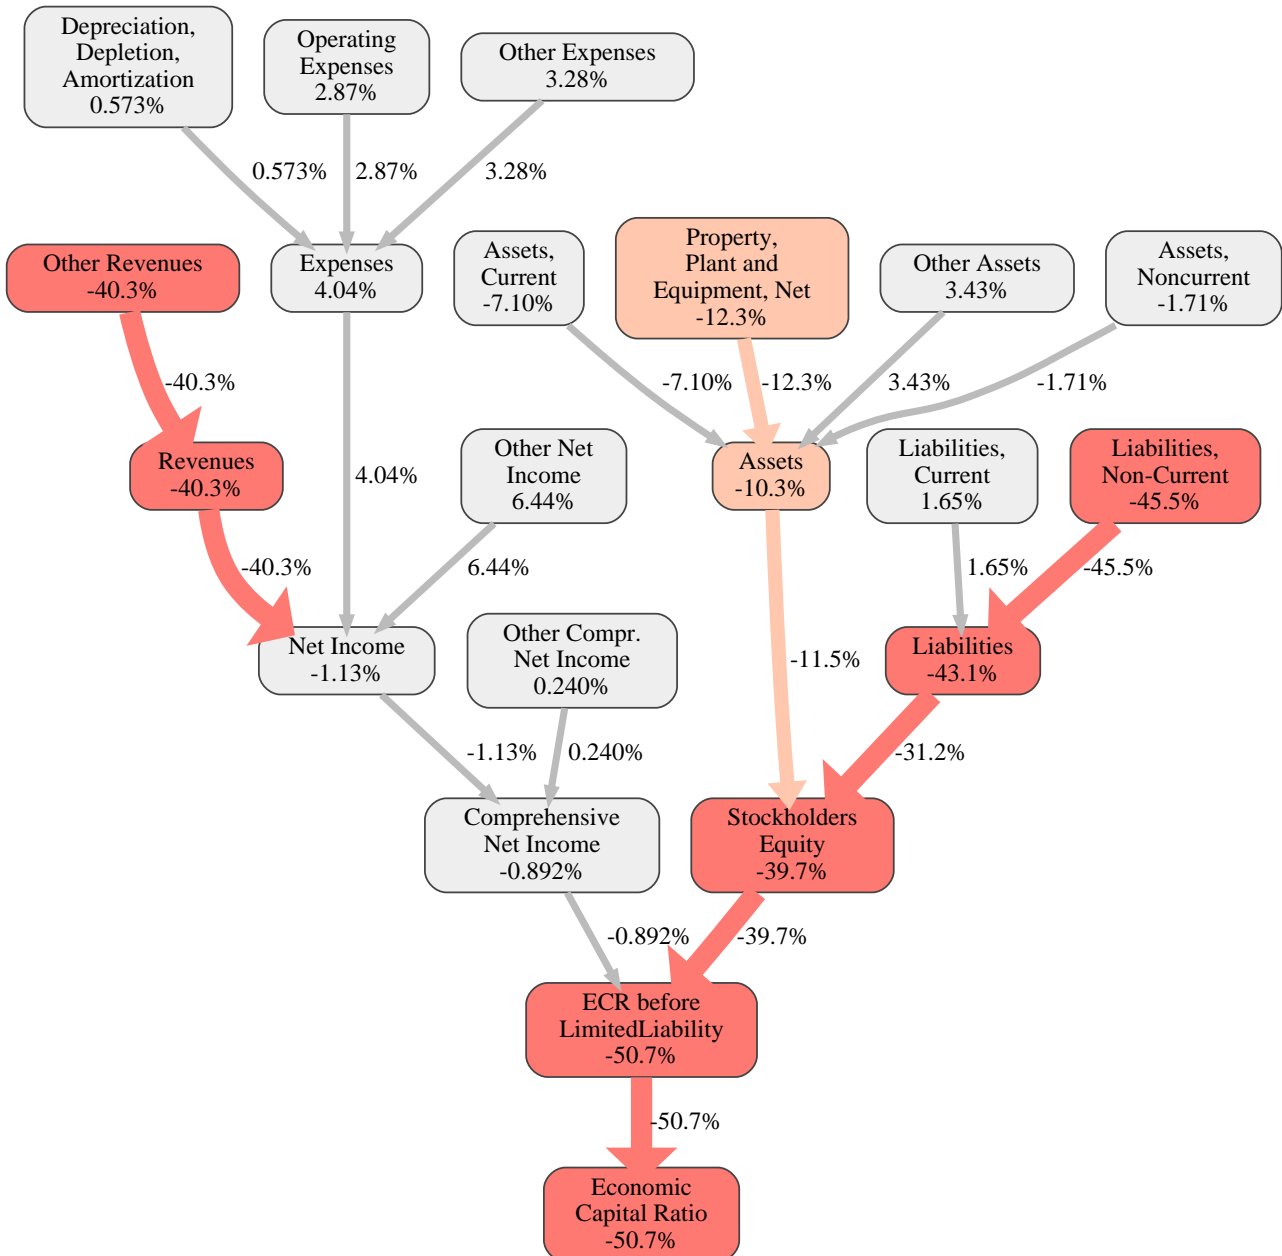 Depreciation,
Depletion,
Amortization
0.573%
Operating
Expenses
2.87%
Other Expenses
3.28%
0.573%
2.87%
3.28%
Other Revenues
-40.3%
Expenses
4.04%
Assets,
Current
-7.10%
Property,
Plant and
Equipment, Net
-12.3%
Other Assets
3.43%
Assets,
Noncurrent
-1.71%
-40.3%
-7.10%
-12.3%
3.43%
-1.71%
Revenues
-40.3%
4.04%
Other Net
Income
6.44%
Assets
-10.3%
Liabilities,
Current
1.65%
Liabilities,
Non-Current
-45.5%
-40.3%
6.44%
1.65%
-45.5%
Net Income
-1.13%
Other Compr.
Net Income
0.240%
-11.5%
Liabilities
-43.1%
-1.13%
0.240%
-31.2%
Comprehensive
Net Income
-0.892%
Stockholders
Equity
-39.7%
-0.892%
-39.7%
ECR before
LimitedLiability
-50.7%
-50.7%
Economic
Capital Ratio
-50.7%